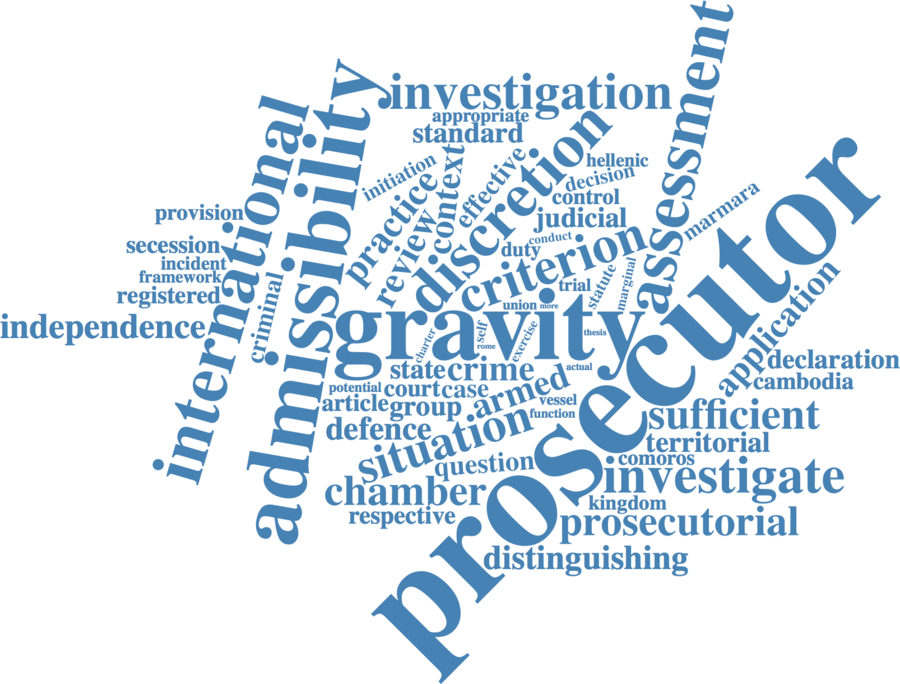 assessment
investigation
appropriate
standard
admissibility
international
discretion
initiation
practice
context
effective
review
hellenic
decision
control
judicial
marmara
prosecutor
provision
secession
incident
framework
registered
independence
criminal
duty
conduct
criterion
trial
statute
marginal
union
more
gravity
charter
self
rome
exercise
thesis
actual
application
state
crime
declaration
cambodia
potential
court
case
armed
vessel
function
article
group
defence
situation
sufficient
territorial
question
comoros
investigate
chamber
kingdom
respective
prosecutorial
distinguishing